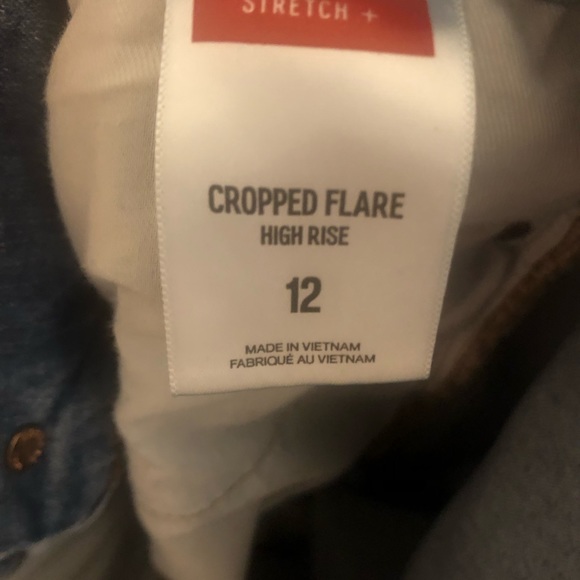 STRETCH +
CROPPED FLARE
HIGH RISE
12
MADE IN VIETNAM
FABRIQUÉ AU VIETNAM